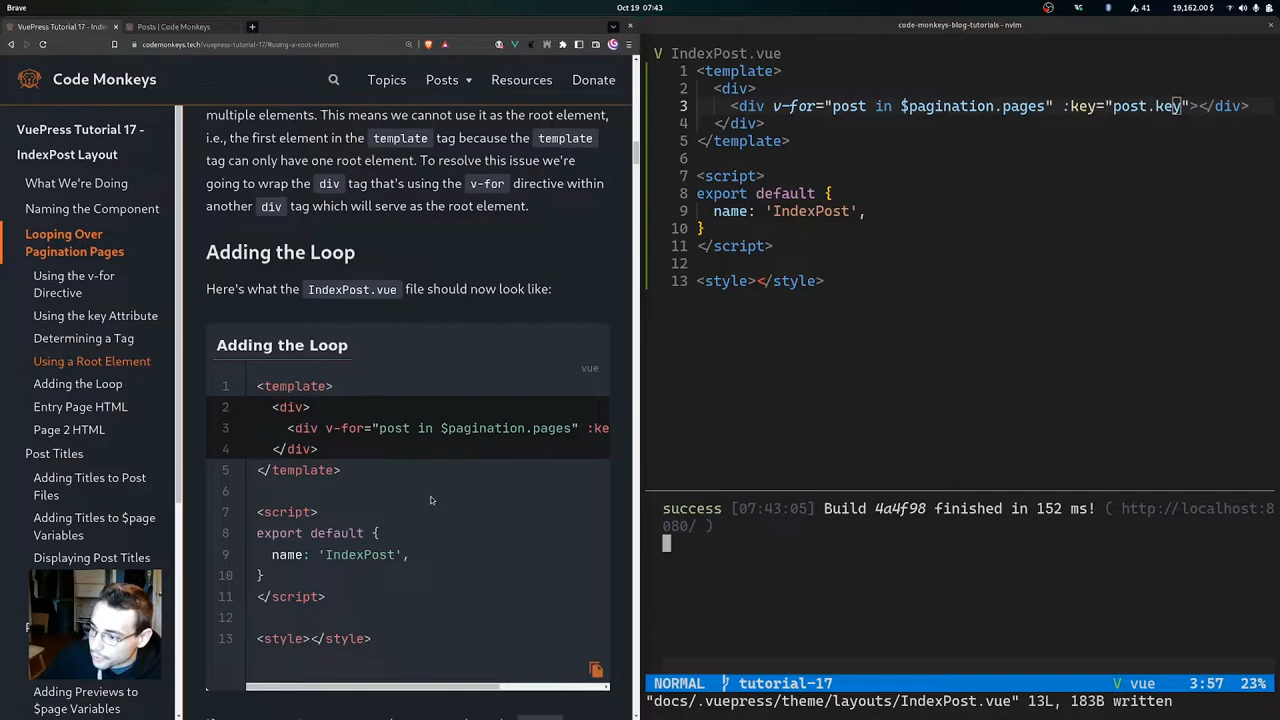 Brave
Oct 19 07:43
41
19,162.00 $
VuePress Tutorial 17 - Inde
Posts | Code Monkeys
codemonkeys.tech/vuepress-tutorial-17/#using-a-root-element
Code Monkeys
Topics
Posts
Resources
Donate
VuePress Tutorial 17 -
IndexPost Layout
What We're Doing
Naming the Component
Looping Over
Pagination Pages
Using the v-for
Directive
Using the key Attribute
Determining a Tag
Using a Root Element
Adding the Loop
Entry Page HTML
Page 2 HTML
Post Titles
Adding Titles to Post
Files
Adding Titles to $page
Variables
Displaying Post Titles
Adding Previews to
$page Variables
multiple elements. This means we cannot use it as the root element,
i.e., the first element in the template tag because the template
tag can only have one root element. To resolve this issue we're
going to wrap the div tag that's using the v-for directive within
another div tag which will serve as the root element.
Adding the Loop
Here's what the IndexPost.vue file should now look like:
Adding the Loop
vue
1 <template>
2 <div>
3 <div v-for="post in $pagination.pages" :ke
4 </div>
5 </template>
6
7 <script>
8 export default {
9 name: 'IndexPost',
10 }
11 </script>
12
13 <style></style>
code-monkeys-blog-tutorials - nvim
V IndexPost.vue
1 <template>
2 <div>
3 <div v-for="post in $pagination.pages" :key="post.key"></div>
4 </div>
5 </template>
6
7 <script>
8 export default {
9 name: 'IndexPost',
10 }
11 </script>
12
13 <style></style>
success [07:43:05] Build 4a4f98 finished in 152 ms! ( http://localhost:8
080/ )
NORMAL tutorial-17 V vue 3:57 23%
"docs/.vuepress/theme/layouts/IndexPost.vue" 13L, 183B written